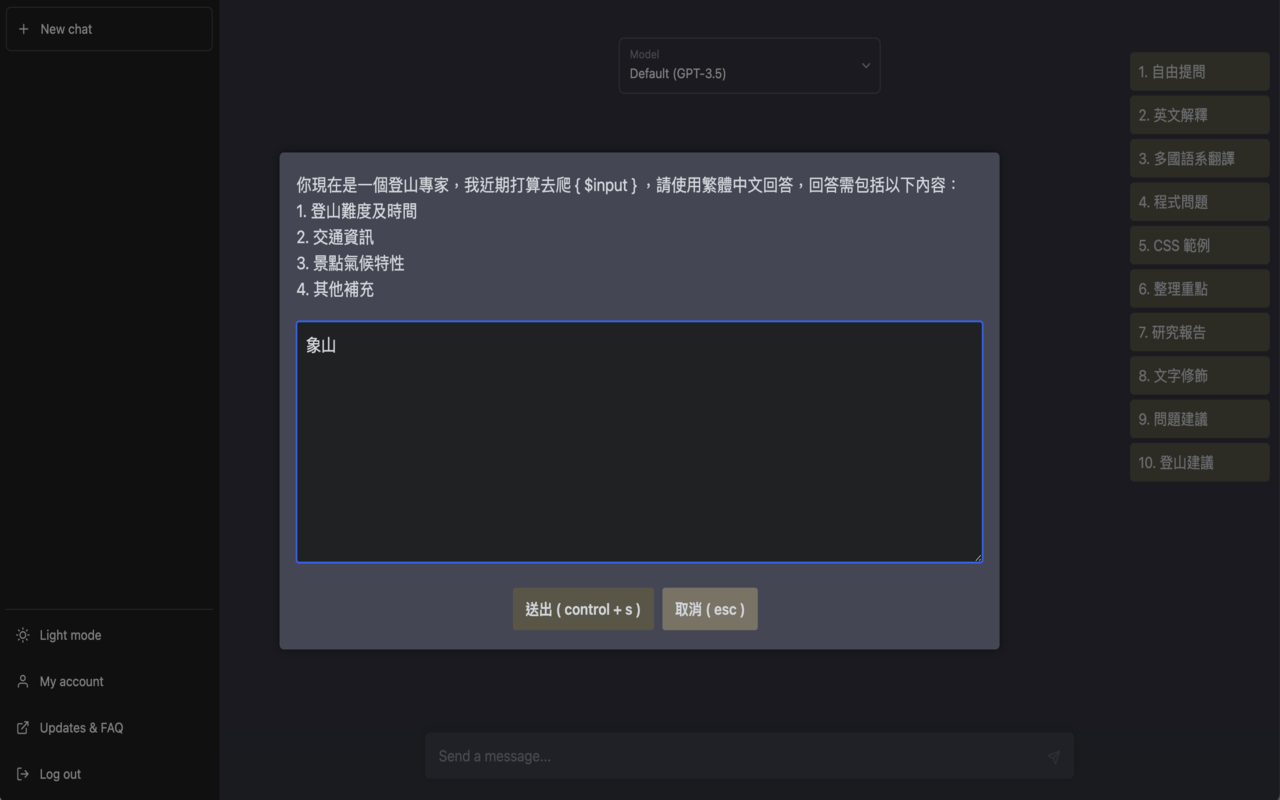 New chat
Model
Default (GPT-3.5)
1. 自由提問
2. 英文解釋
3. 多國語系翻譯
4. 程式問題
5. CSS 範例
6. 整理重點
7. 研究報告
8. 文字修飾
9. 問題建議
10. 登山建議
你現在是一個登山專家，我近期打算去爬 { $input } ，請使用繁體中文回答，回答需包括以下內容：
1. 登山難度及時間
2. 交通資訊
3. 景點氣候特性
4. 其他補充
象山
送出 ( control + s )
取消 ( esc )
Light mode
My account
Updates & FAQ
Log out
Send a message...